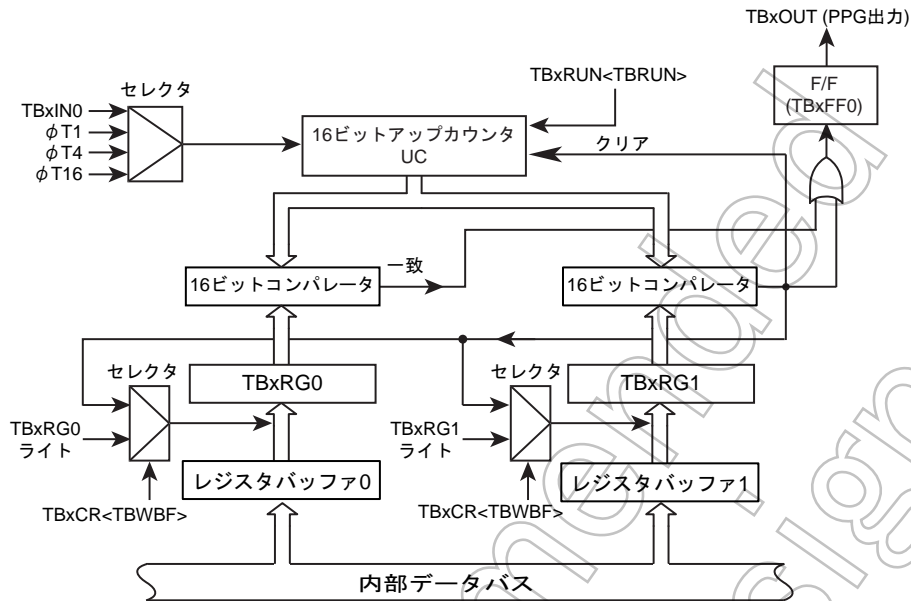 TBxOUT (PPG出力)
F/F
(TBxFF0)
TBxRUN<TBRUN>
セレクタ
TBxIN0
φT1
φT4
φT16
16ビットアップカウンタ
UC
クリア
一致
16ビットコンパレータ
16ビットコンパレータ
セレクタ
TBxRG0
セレクタ
TBxRG1
TBxRG0
ライト
TBxRG1
ライト
レジスタバッファ0
レジスタバッファ1
TBxCR<TBWBF>
TBxCR<TBWBF>
内部データバス